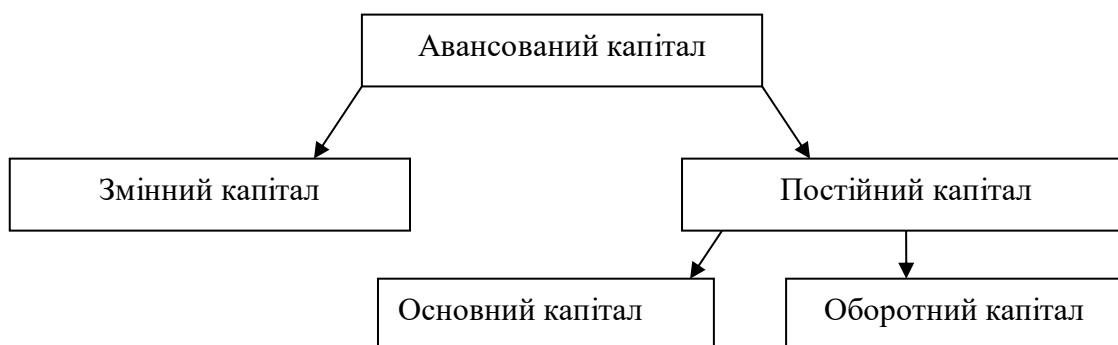 Авансований капітал
Змінний капітал
Постійний капітал
Основний капітал
Оборотний капітал